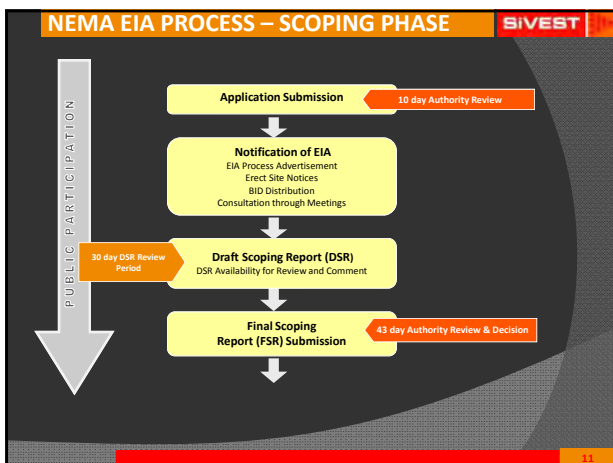 NEMA EIA PROCESS – SCOPING PHASE
SiVEST
PUBLIC PARTICIPATION
Application Submission
10 day Authority Review
Notification of EIA
EIA Process Advertisement
Erect Site Notices
BID Distribution
Consultation through Meetings
30 day DSR Review
Period
Draft Scoping Report (DSR)
DSR Availability for Review and Comment
Final Scoping
Report (FSR) Submission
43 day Authority Review & Decision
11